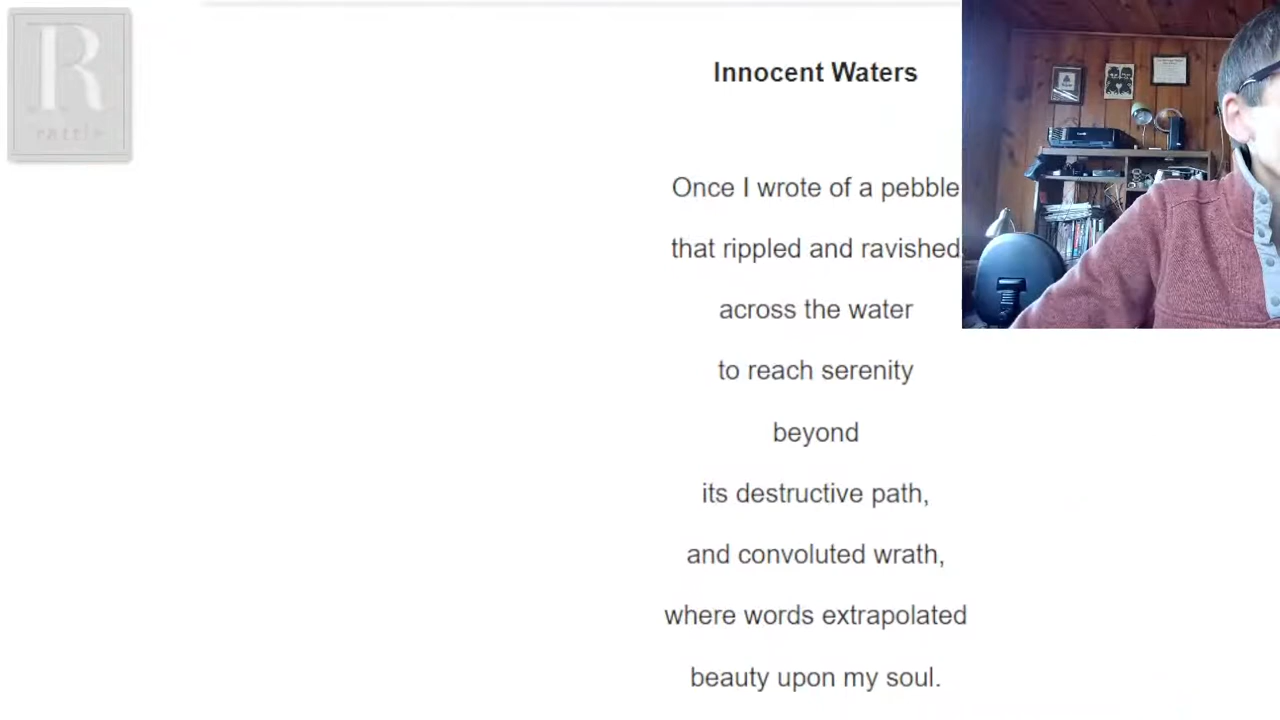 R
rattle
Innocent Waters
Once I wrote of a pebble
that rippled and ravished
across the water
to reach serenity
beyond
its destructive path,
and convoluted wrath,
where words extrapolated
beauty upon my soul.